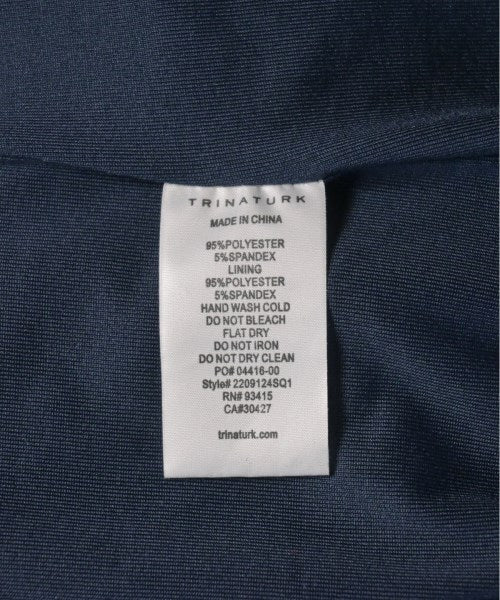 TRINATURK
MADE IN CHINA
95%POLYESTER
5%SPANDEX
LINING
95%POLYESTER
5%SPANDEX
HAND WASH COLD
DO NOT BLEACH
FLAT DRY
DO NOT IRON
DO NOT DRY CLEAN
PO# 04416-00
Style# 2209124SQ1
RN# 93415
CA#30427
trinaturk.com